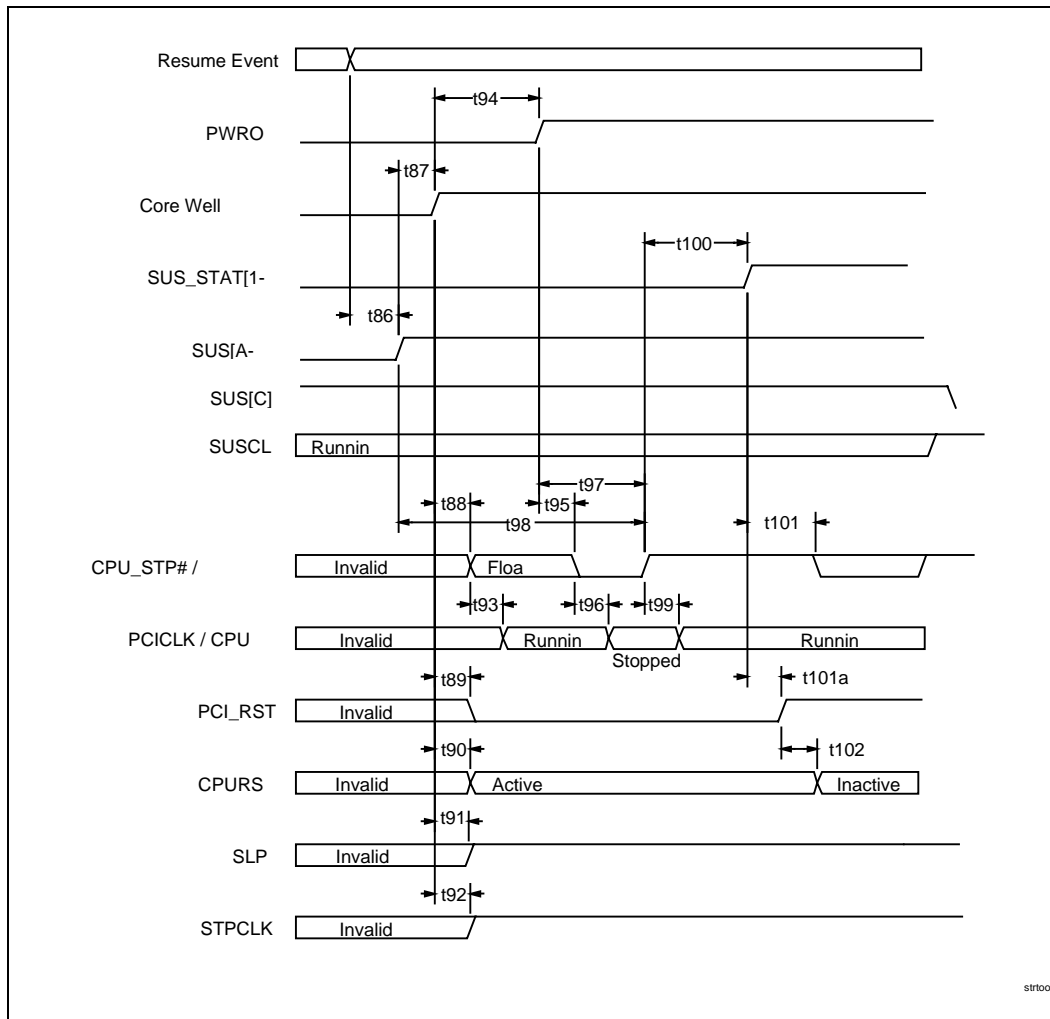 Resume Event
t94
PWRO
t87
Core Well
t100
SUS_STAT[1-
t86
SUS[A-
SUS[C]
SUSCL
Runnin
t97
t88
t95
t98
t101
CPU_STP# /
Invalid
Floa
t93
t96
t99
PCICLK / CPU
Invalid
Runnin
Stopped
Runnin
t89
t101a
PCI_RST
Invalid
t90
t102
CPURS
Invalid
Active
Inactive
t91
SLP
Invalid
t92
STPCLK
Invalid
strtoo